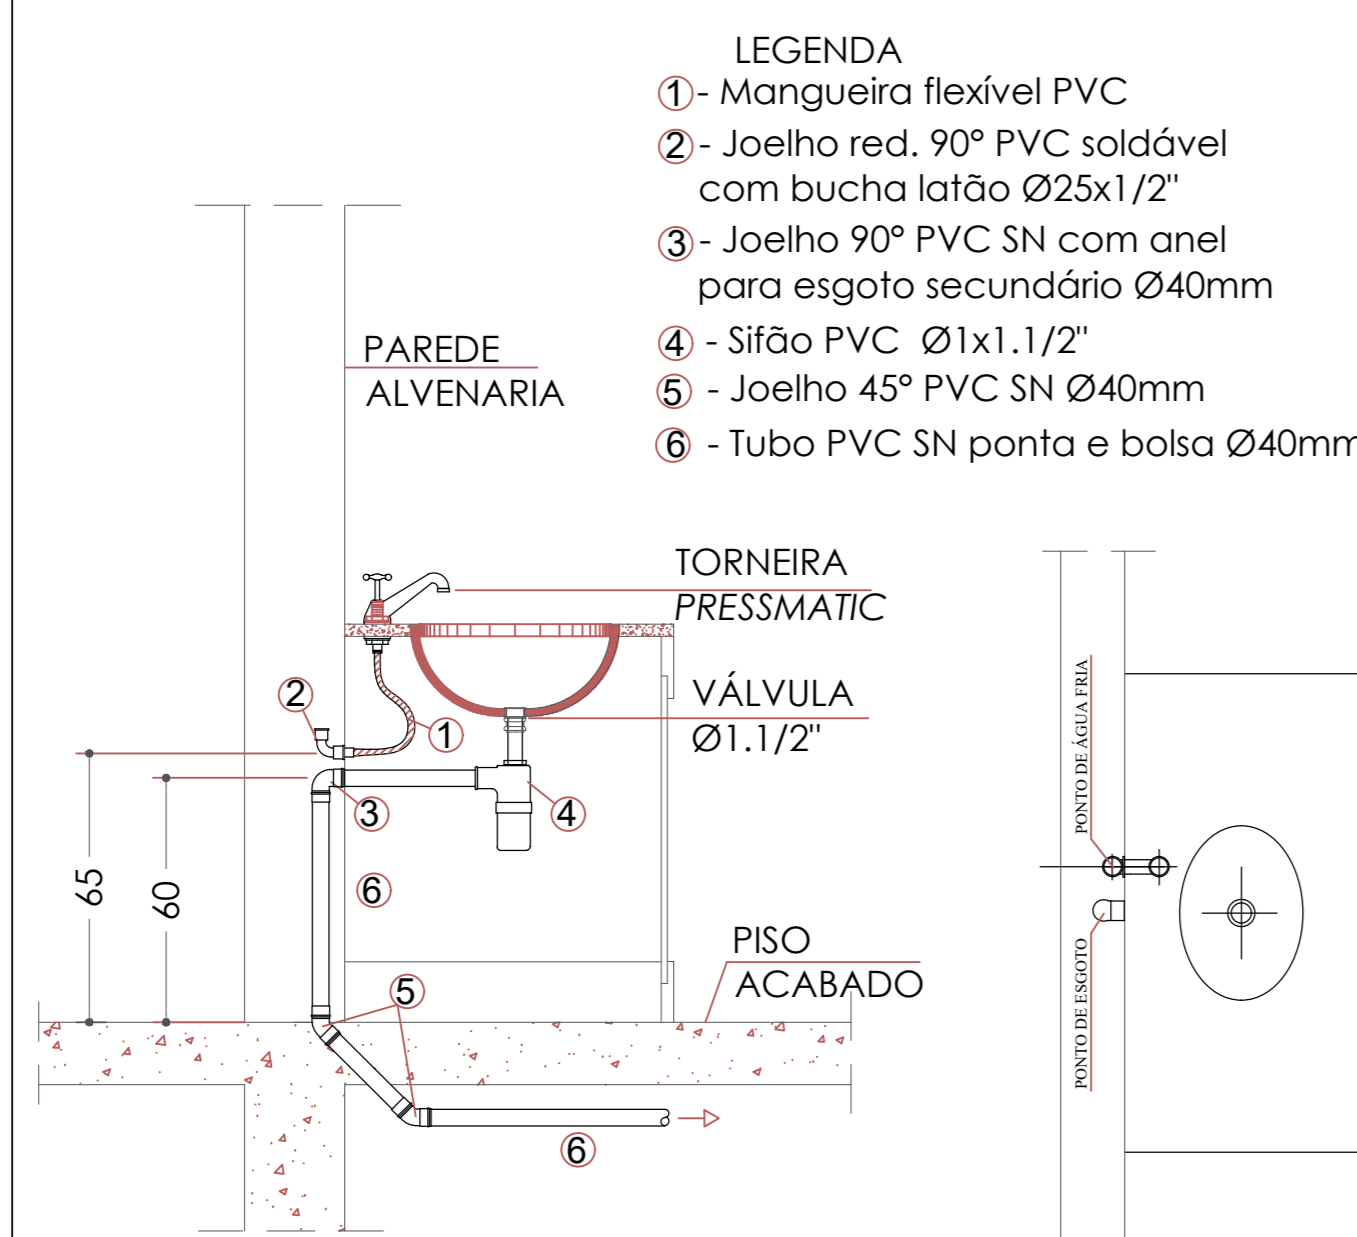 LEGENDA
1 - Mangueira flexível PVC
2 - Joelho red. 90° PVC soldável
com bucha latão Ø25x1/2"
3 - Joelho 90° PVC SN com anel
para esgoto secundário Ø40mm
4 - Sifão PVC Ø1x1.1/2"
5 - Joelho 45° PVC SN Ø40mm
6 - Tubo PVC SN ponta e bolsa Ø40mm
PAREDE
ALVENARIA
TORNEIRA
PRESSMATIC
VÁLVULA
Ø1.1/2"
2
1
3
4
65
60
6
5
PISO
ACABADO
6
PONTO DE ÁGUA FRIA
PONTO DE ESGOTO